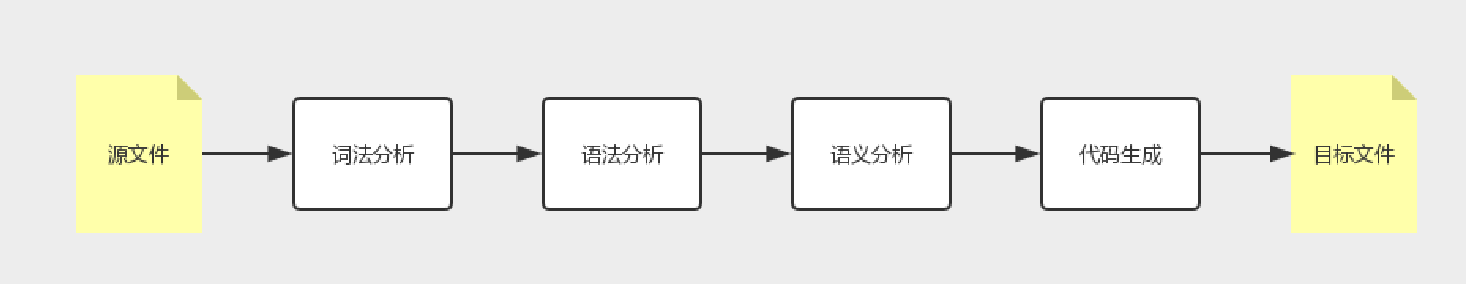 源文件
词法分析
语法分析
语义分析
代码生成
目标文件